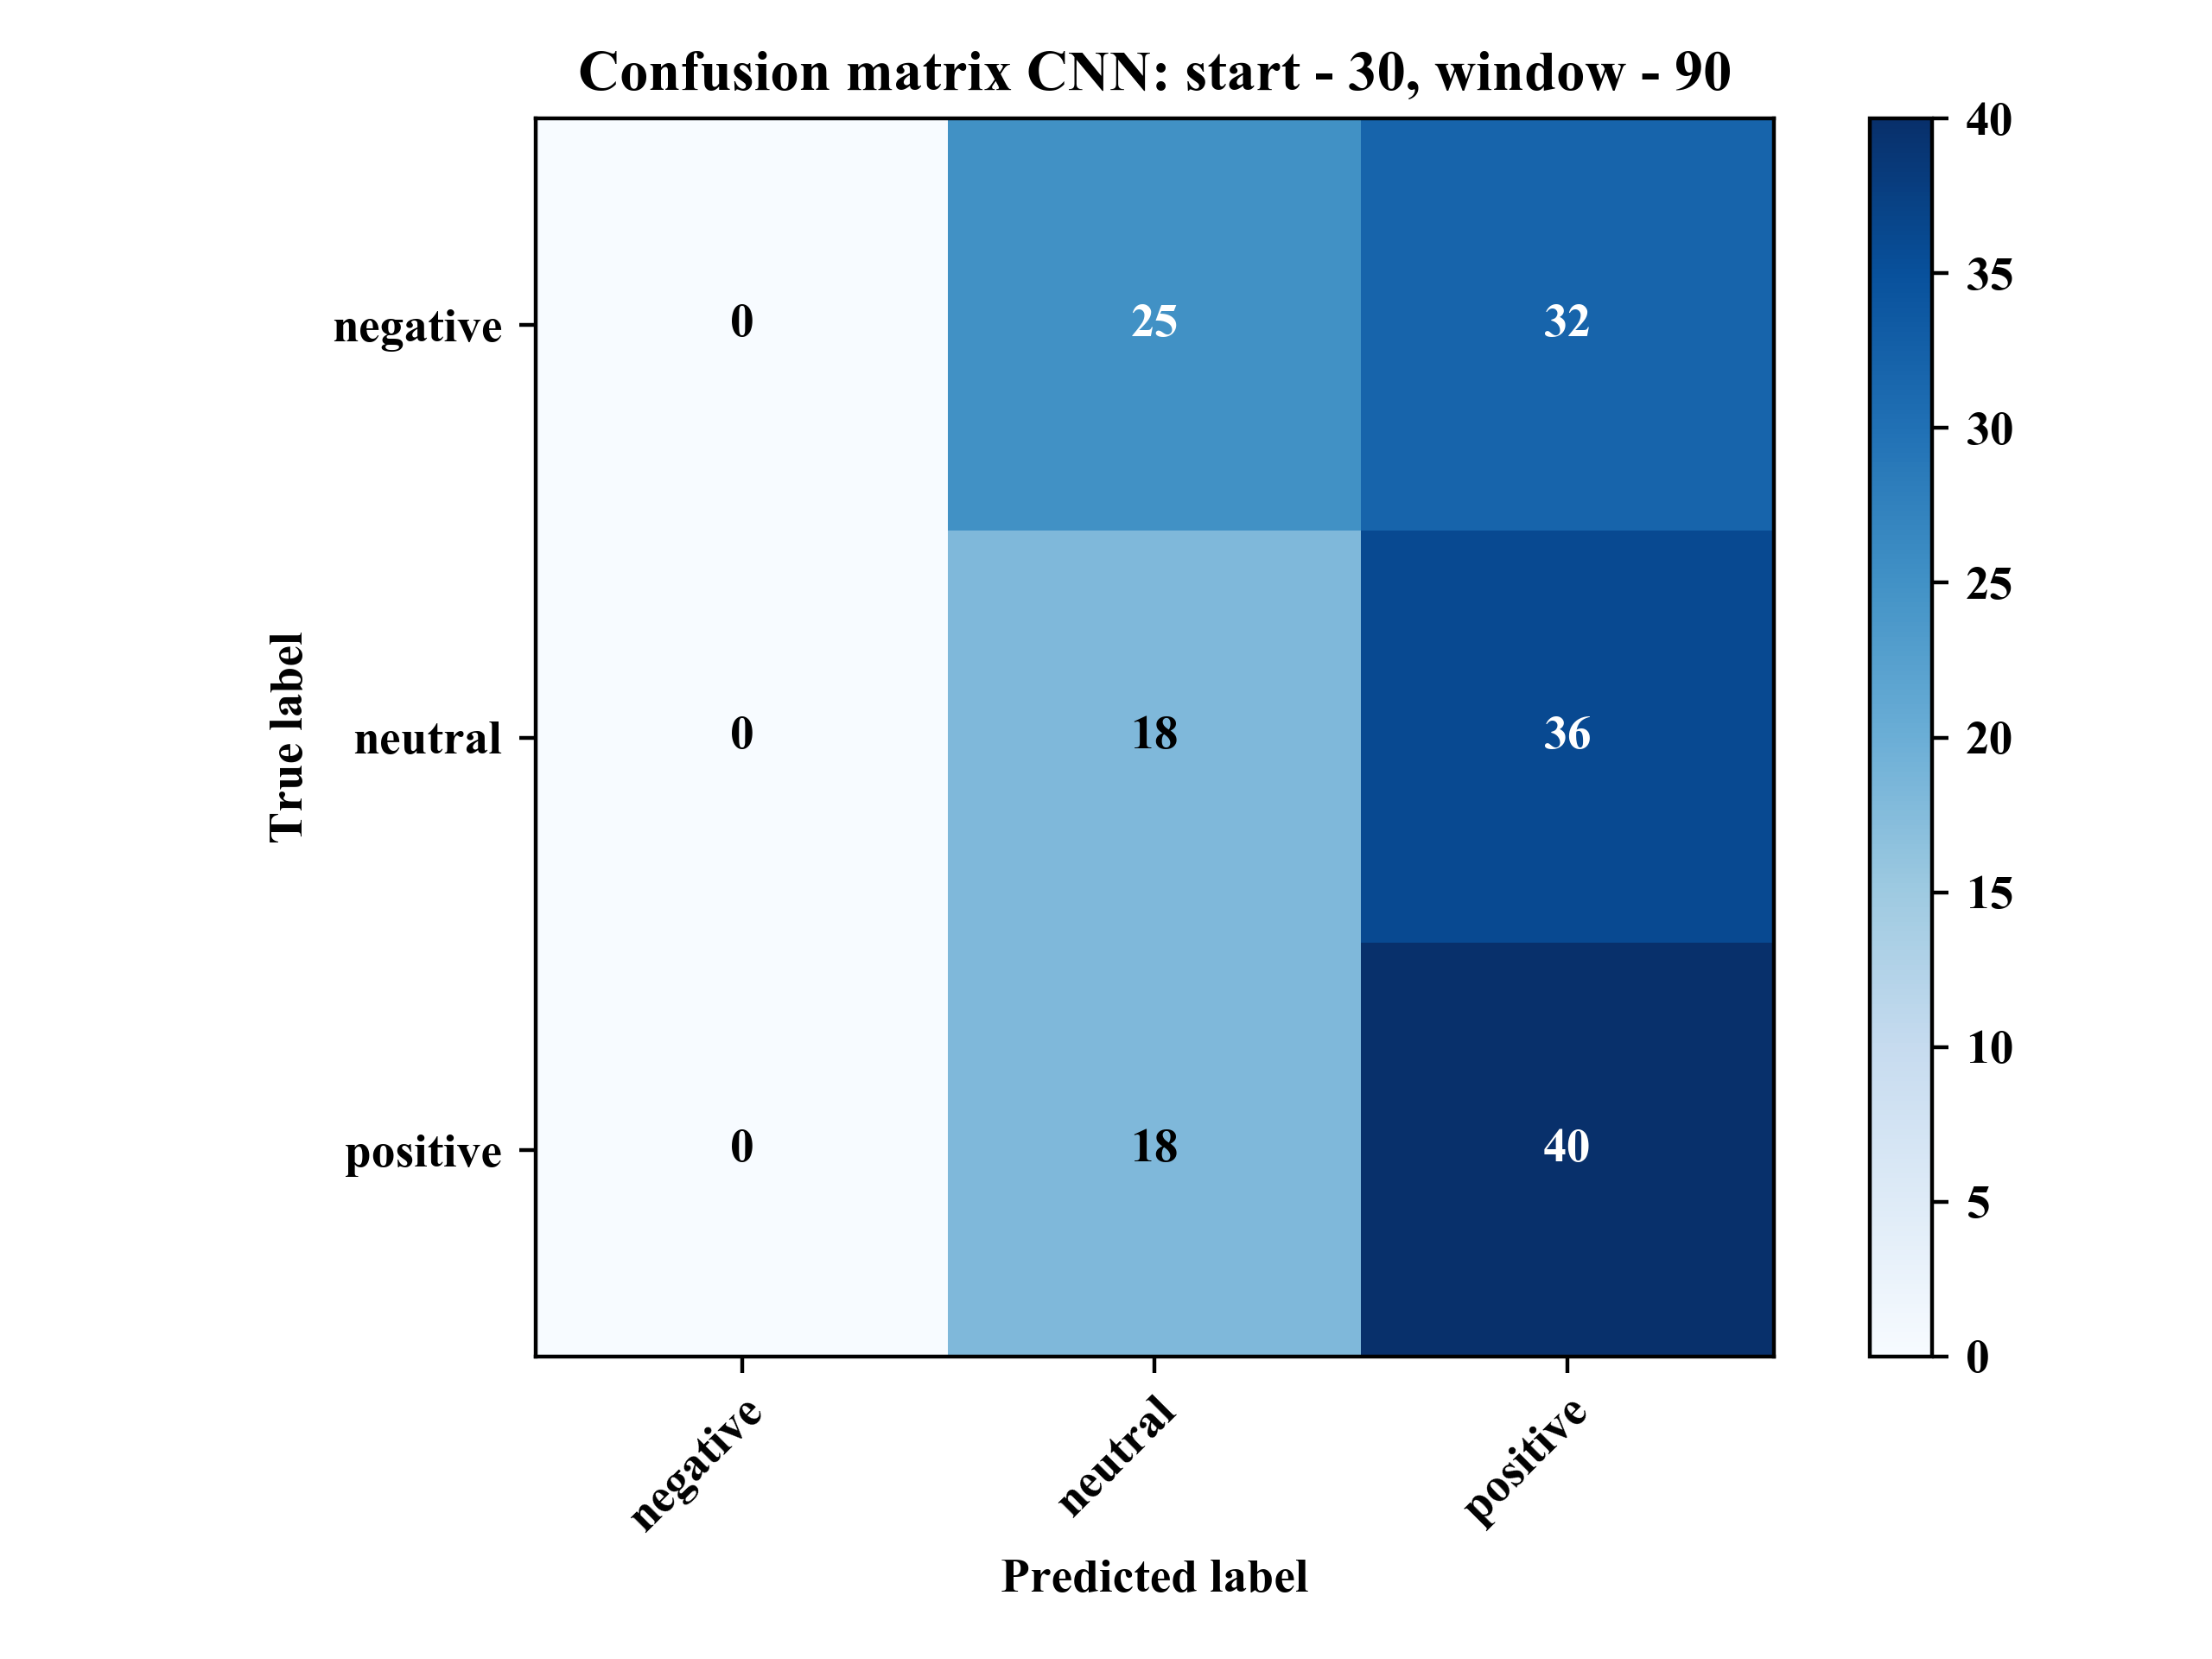 Confusion matrix CNN: start - 30, window - 90
True label
negative
neutral
positive
0 25 32
0 18 36
0 18 40
negative
neutral
positive
Predicted label
40
35
30
25
20
15
10
5
0